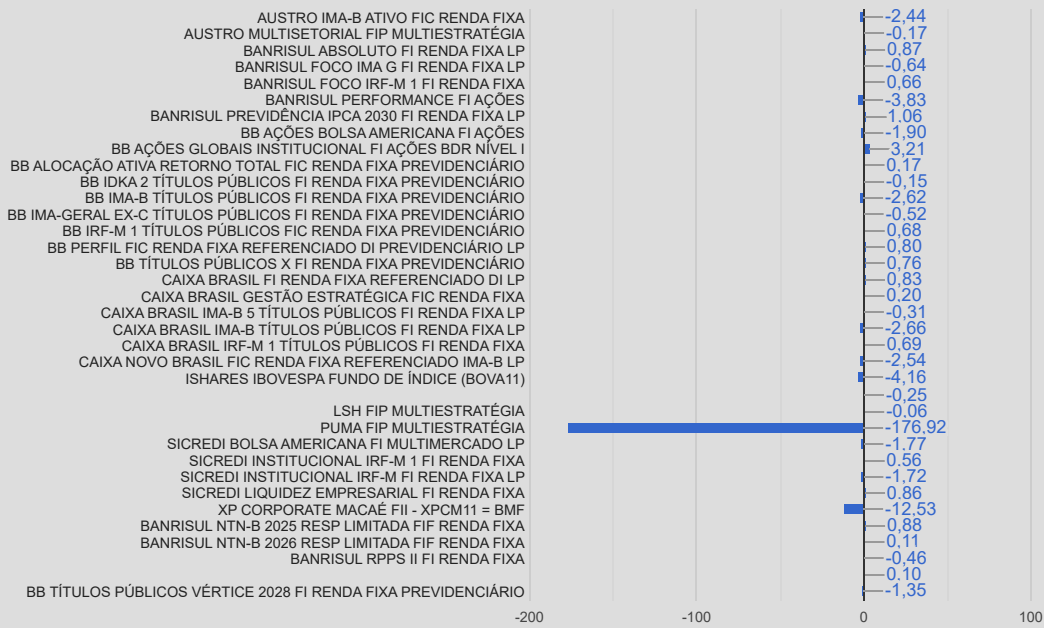 AUSTRO IMA-B ATIVO FIC RENDA FIXA -2,44
AUSTRO MULTISETORIAL FIP MULTIESTRATÉGIA -0,17
BANRISUL ABSOLUTO FI RENDA FIXA LP 0,87
BANRISUL FOCO IMA G FI RENDA FIXA LP -0,64
BANRISUL FOCO IRF-M 1 FI RENDA FIXA 0,66
BANRISUL PERFORMANCE FI AÇÕES -3,83
BANRISUL PREVIDÊNCIA IPCA 2030 FI RENDA FIXA LP 1,06
BB AÇÕES BOLSA AMERICANA FI AÇÕES -1,90
BB AÇÕES GLOBAIS INSTITUCIONAL FI AÇÕES BDR NÍVEL I 3,21
BB ALOCAÇÃO ATIVA RETORNO TOTAL FIC RENDA FIXA PREVIDENCIÁRIO 0,17
BB IDKA 2 TÍTULOS PÚBLICOS FI RENDA FIXA PREVIDENCIÁRIO -0,15
BB IMA-B TÍTULOS PÚBLICOS FI RENDA FIXA PREVIDENCIÁRIO -2,62
BB IMA-GERAL EX-C TÍTULOS PÚBLICOS FI RENDA FIXA PREVIDENCIÁRIO -0,52
BB IRF-M 1 TÍTULOS PÚBLICOS FIC RENDA FIXA PREVIDENCIÁRIO 0,68
BB PERFIL FIC RENDA FIXA REFERENCIADO DI PREVIDENCIÁRIO LP 0,80
BB TÍTULOS PÚBLICOS X FI RENDA FIXA PREVIDENCIÁRIO 0,76
CAIXA BRASIL FI RENDA FIXA REFERENCIADO DI LP 0,83
CAIXA BRASIL GESTÃO ESTRATÉGICA FIC RENDA FIXA 0,20
CAIXA BRASIL IMA-B 5 TÍTULOS PÚBLICOS FI RENDA FIXA LP -0,31
CAIXA BRASIL IMA-B TÍTULOS PÚBLICOS FI RENDA FIXA LP -2,66
CAIXA BRASIL IRF-M 1 TÍTULOS PÚBLICOS FI RENDA FIXA 0,69
CAIXA NOVO BRASIL FIC RENDA FIXA REFERENCIADO IMA-B LP -2,54
ISHARES IBOVESPA FUNDO DE ÍNDICE (BOVA11) -4,16
-0,25
LSH FIP MULTIESTRATÉGIA -0,06
PUMA FIP MULTIESTRATÉGIA -176,92
SICREDI BOLSA AMERICANA FI MULTIMERCADO LP -1,77
SICREDI INSTITUCIONAL IRF-M 1 FI RENDA FIXA 0,56
SICREDI INSTITUCIONAL IRF-M FI RENDA FIXA LP -1,72
SICREDI LIQUIDEZ EMPRESARIAL FI RENDA FIXA 0,86
XP CORPORATE MACAÉ FII - XPCM11 = BMF -12,53
BANRISUL NTN-B 2025 RESP LIMITADA FIF RENDA FIXA 0,88
BANRISUL NTN-B 2026 RESP LIMITADA FIF RENDA FIXA 0,11
BANRISUL RPPS II FI RENDA FIXA -0,46
0,10
BB TÍTULOS PÚBLICOS VÉRTICE 2028 FI RENDA FIXA PREVIDENCIÁRIO -1,35
-200 -100 0 100